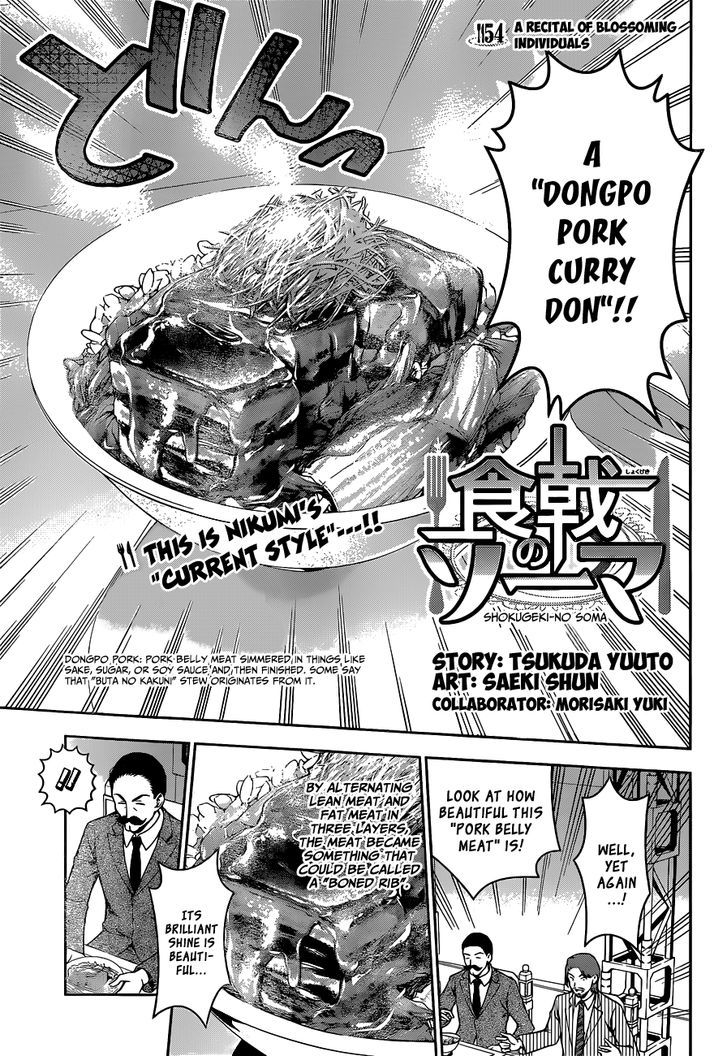 154
A RECITAL OF BLOSSOMING
INDIVIDUALS
どんっ
A
"DONGPO
PORK
CURRY
DON"!!
THIS IS NIKUMI'S
"CURRENT STYLE"---!!
しょくげき
食戟
の
ソーマ
SHOKUGEKI-NO SOMA
DONGPO PORK: PORK-BELLY MEAT SIMMERED IN THINGS LIKE
SAKE, SUGAR, OR SOY SAUCE AND THEN FINISHED. SOME SAY
THAT "BUTA NO KAKUNI" STEW ORIGINATES FROM IT.
STORY: TSUKUDA YUUTO
ART: SAEKI SHUN
COLLABORATOR: MORISAKI YUKI
WELL,
YET
AGAIN
...!
LOOK AT HOW
BEAUTIFUL THIS
"PORK BELLY
MEAT" IS!
BY ALTERNATING
LEAN MEAT AND
FAT MEAT IN
THREE LAYERS,
THE MEAT BECAME
SOMETHING THAT
COULD BE CALLED
A "BONED RIB".
ITS
BRILLIANT
SHINE IS
BEAUTI-
FUL...
!!